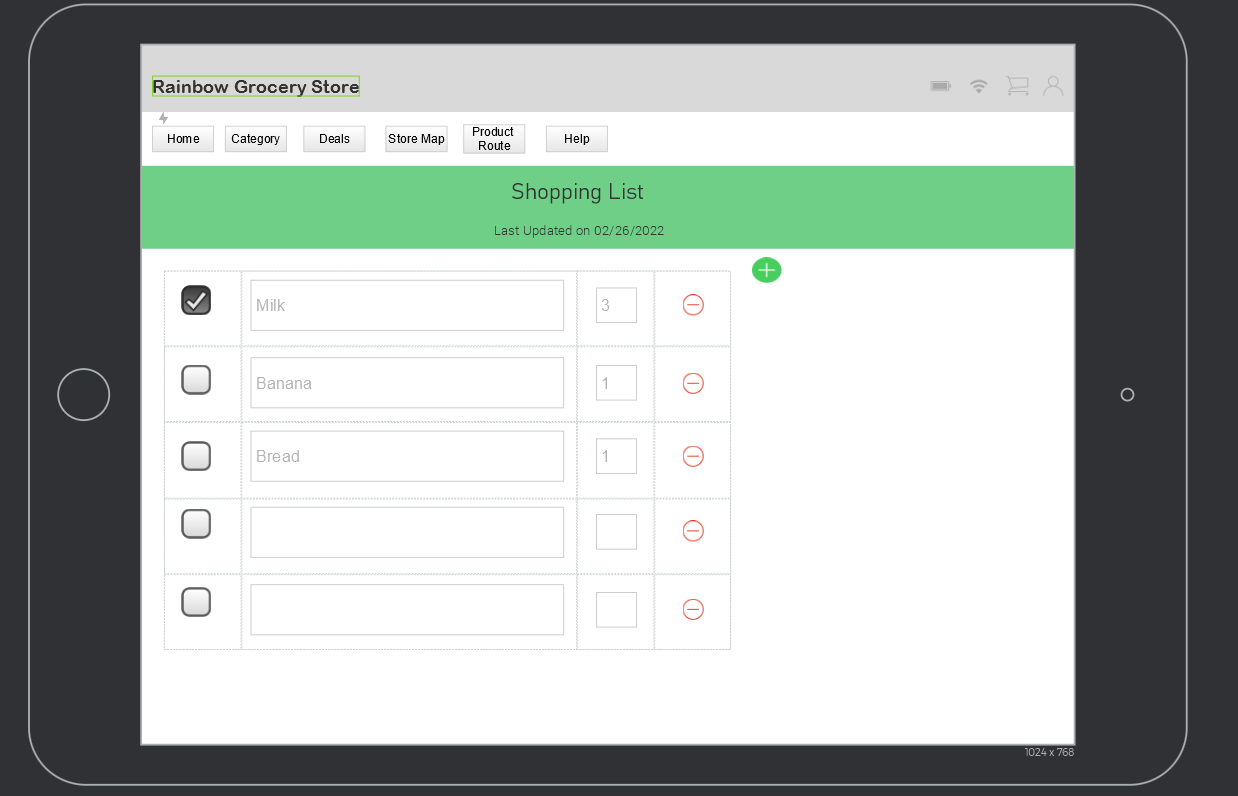 Rainbow Grocery Store
Home Category Deals Store Map Product Route Help
Shopping List
Last Updated on 02/26/2022
Milk 3
Banana 1
Bread 1
1024 x 768